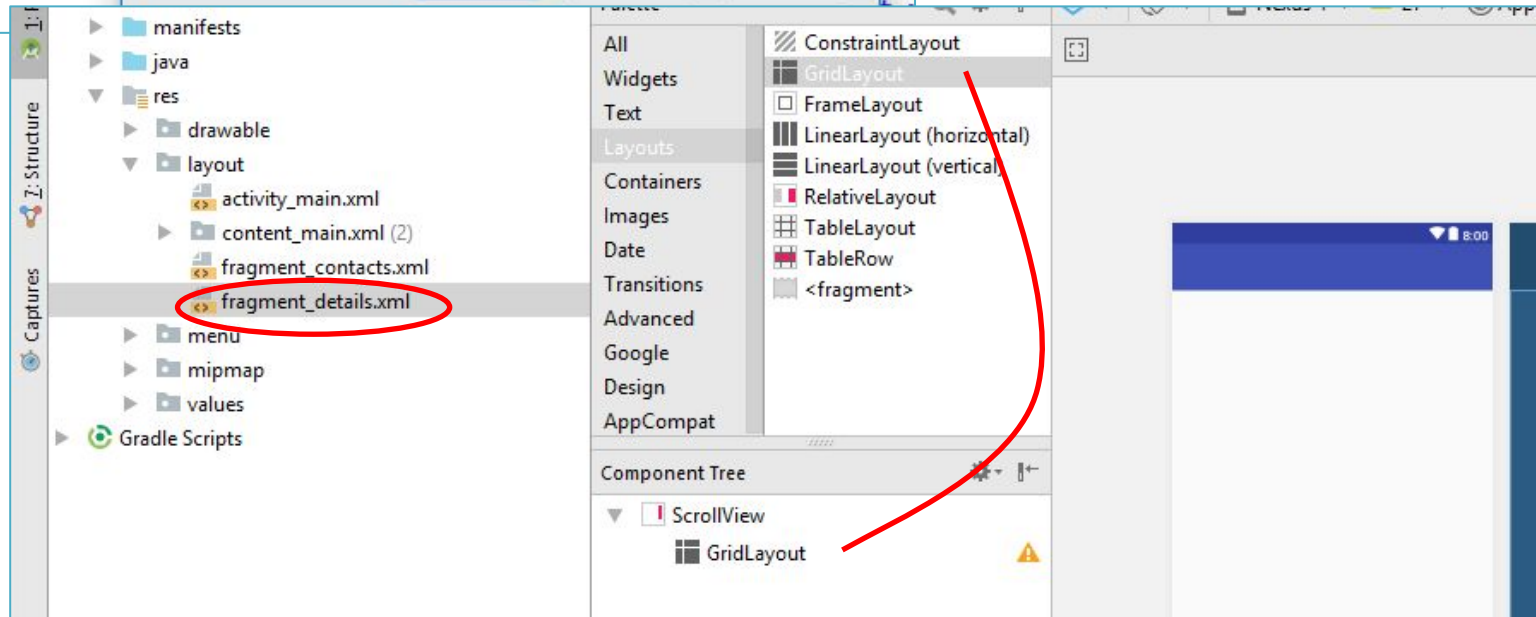 manifests
java
res
drawable
layout
activity_main.xml
content_main.xml (2)
fragment_contacts.xml
fragment_details.xml
menu
mipmap
values
Gradle Scripts
1:
7: Structure
Captures
Palette
All
Widgets
Text
Layouts
Containers
Images
Date
Transitions
Advanced
Google
Design
AppCompat
ConstraintLayout
GridLayout
FrameLayout
LinearLayout (horizontal)
LinearLayout (vertical)
RelativeLayout
TableLayout
TableRow
<fragment>
Component Tree
ScrollView
GridLayout
8:00